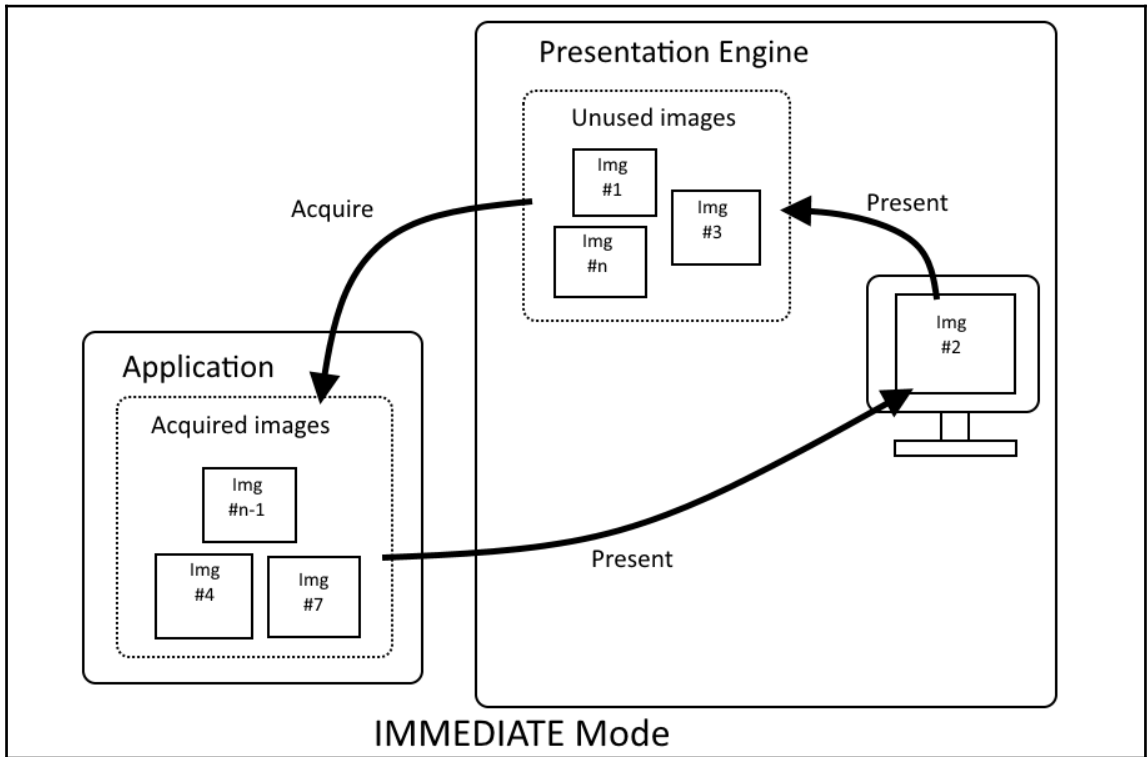 Presentation Engine
Unused images
Img
#1
Img
#3
Img
#n
Acquire
Present
Img
#2
Application
Acquired images
Img
#n-1
Img
#4
Img
#7
Present
IMMEDIATE Mode